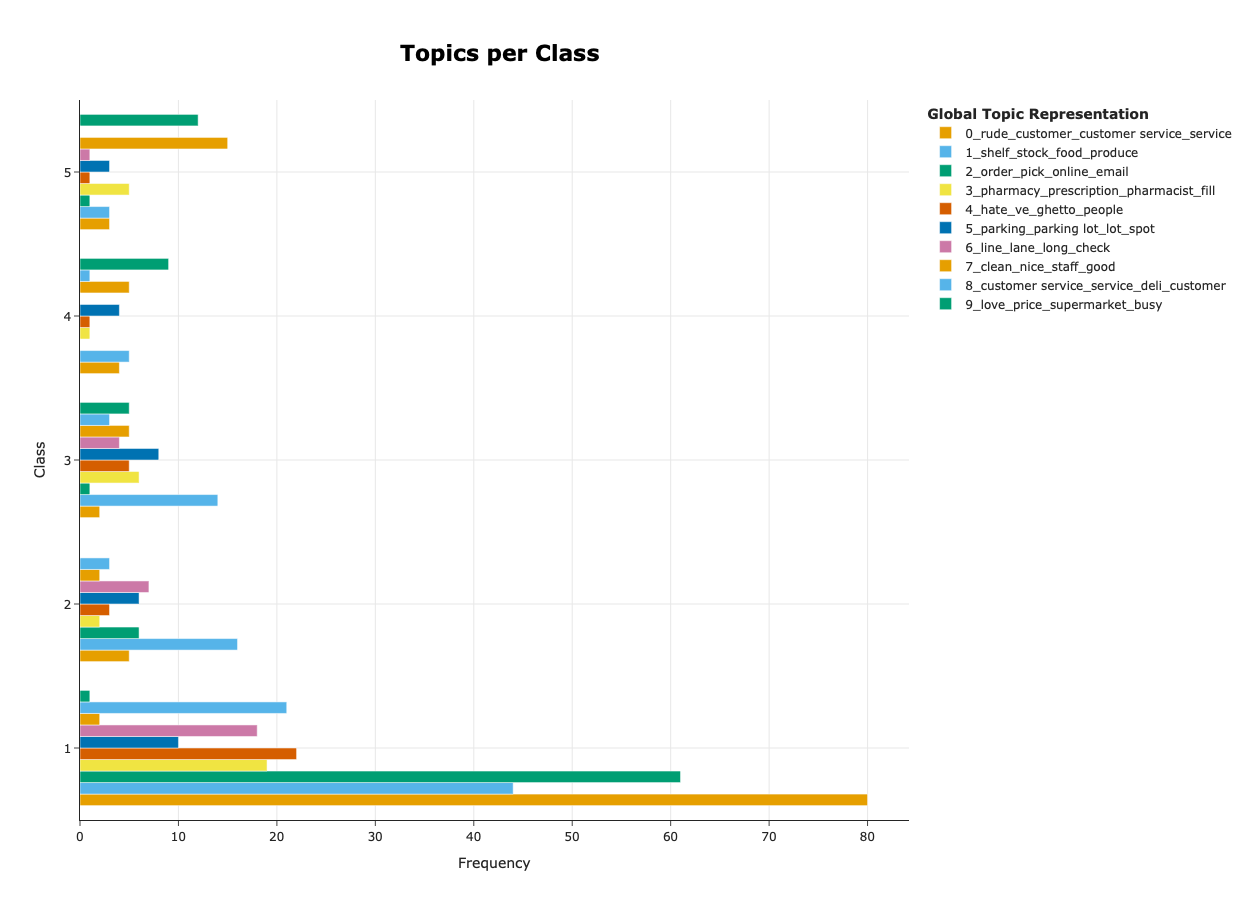 Topics per Class
Global Topic Representation
0_rude_customer_customer service_service
1_shelf_stock_food_produce
2_order_pick_online_email
3_pharmacy_prescription_pharmacist_fill
4_hate_ve_ghetto_people
5_parking_parking lot_lot_spot
6_line_lane_long_check
7_clean_nice_staff_good
8_customer service_service_deli_customer
9_love_price_supermarket_busy
Class
5
4
3
2
1
0 10 20 30 40 50 60 70 80
Frequency